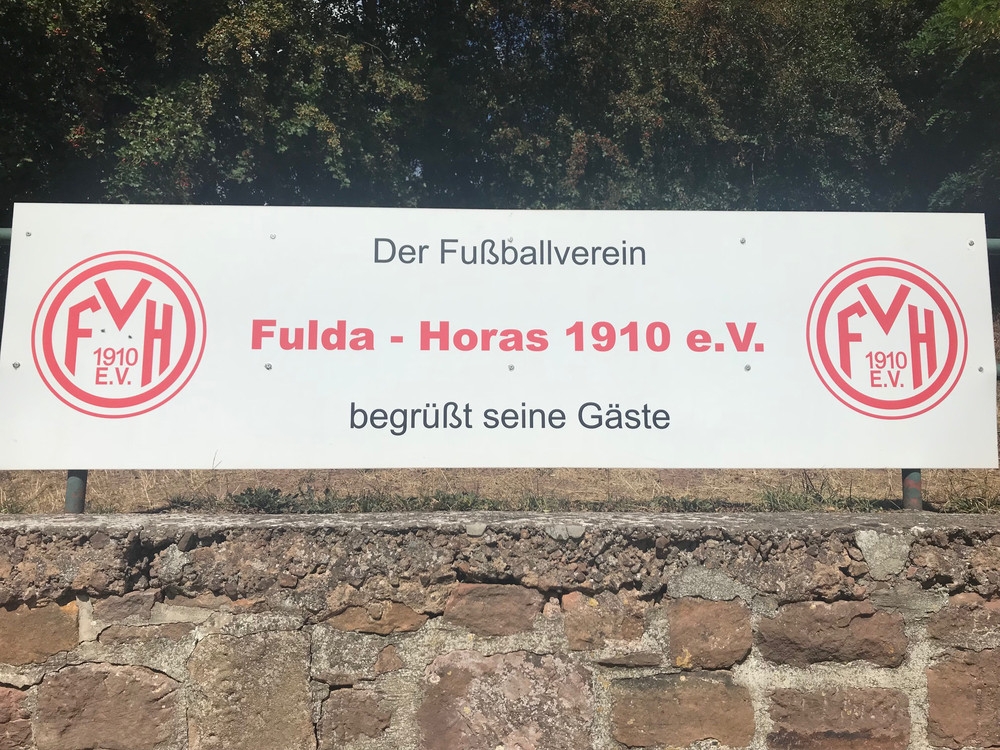 Der Fußballverein
FVH
1910
E.V.
Fulda - Horas 1910 e.V.
FVH
1910
E.V.
begrüßt seine Gäste